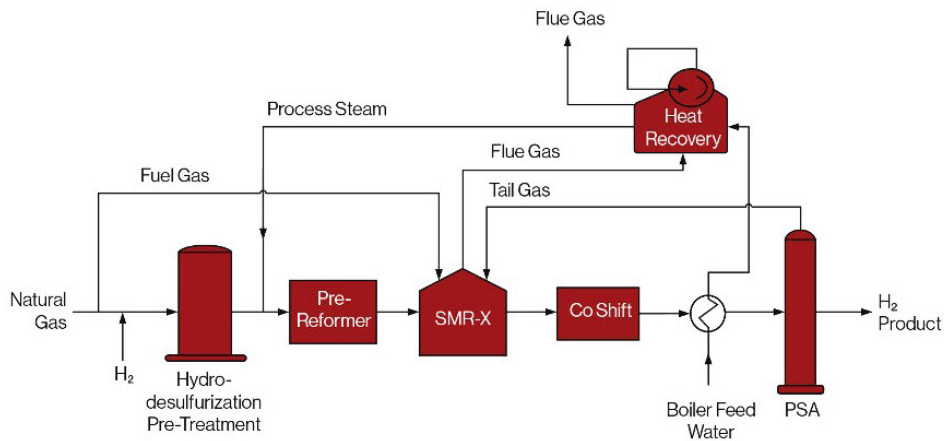 Flue Gas
Process Steam
Heat
Recovery
Flue Gas
Fuel Gas
Tail Gas
Natural
Gas
H₂
Hydro-
desulfurization
Pre-Treatment
Pre-
Reformer
SMR-X
Co Shift
Boiler Feed
Water
PSA
H₂
Product